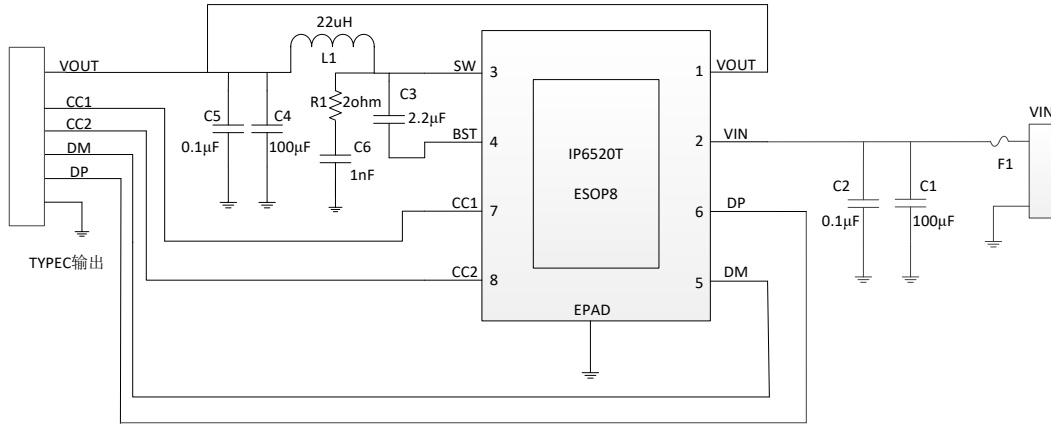 22uH
L1
VOUT
CC1
CC2
DM
DP
TYPEC输出
C5
0.1μF
C4
100μF
R1
2ohm
C6
1nF
C3
2.2μF
SW
3
BST
4
CC1
7
CC2
8
IP6520T
ESOP8
EPAD
1
VOUT
2
VIN
6
DP
5
DM
C2
0.1μF
C1
100μF
F1
VIN